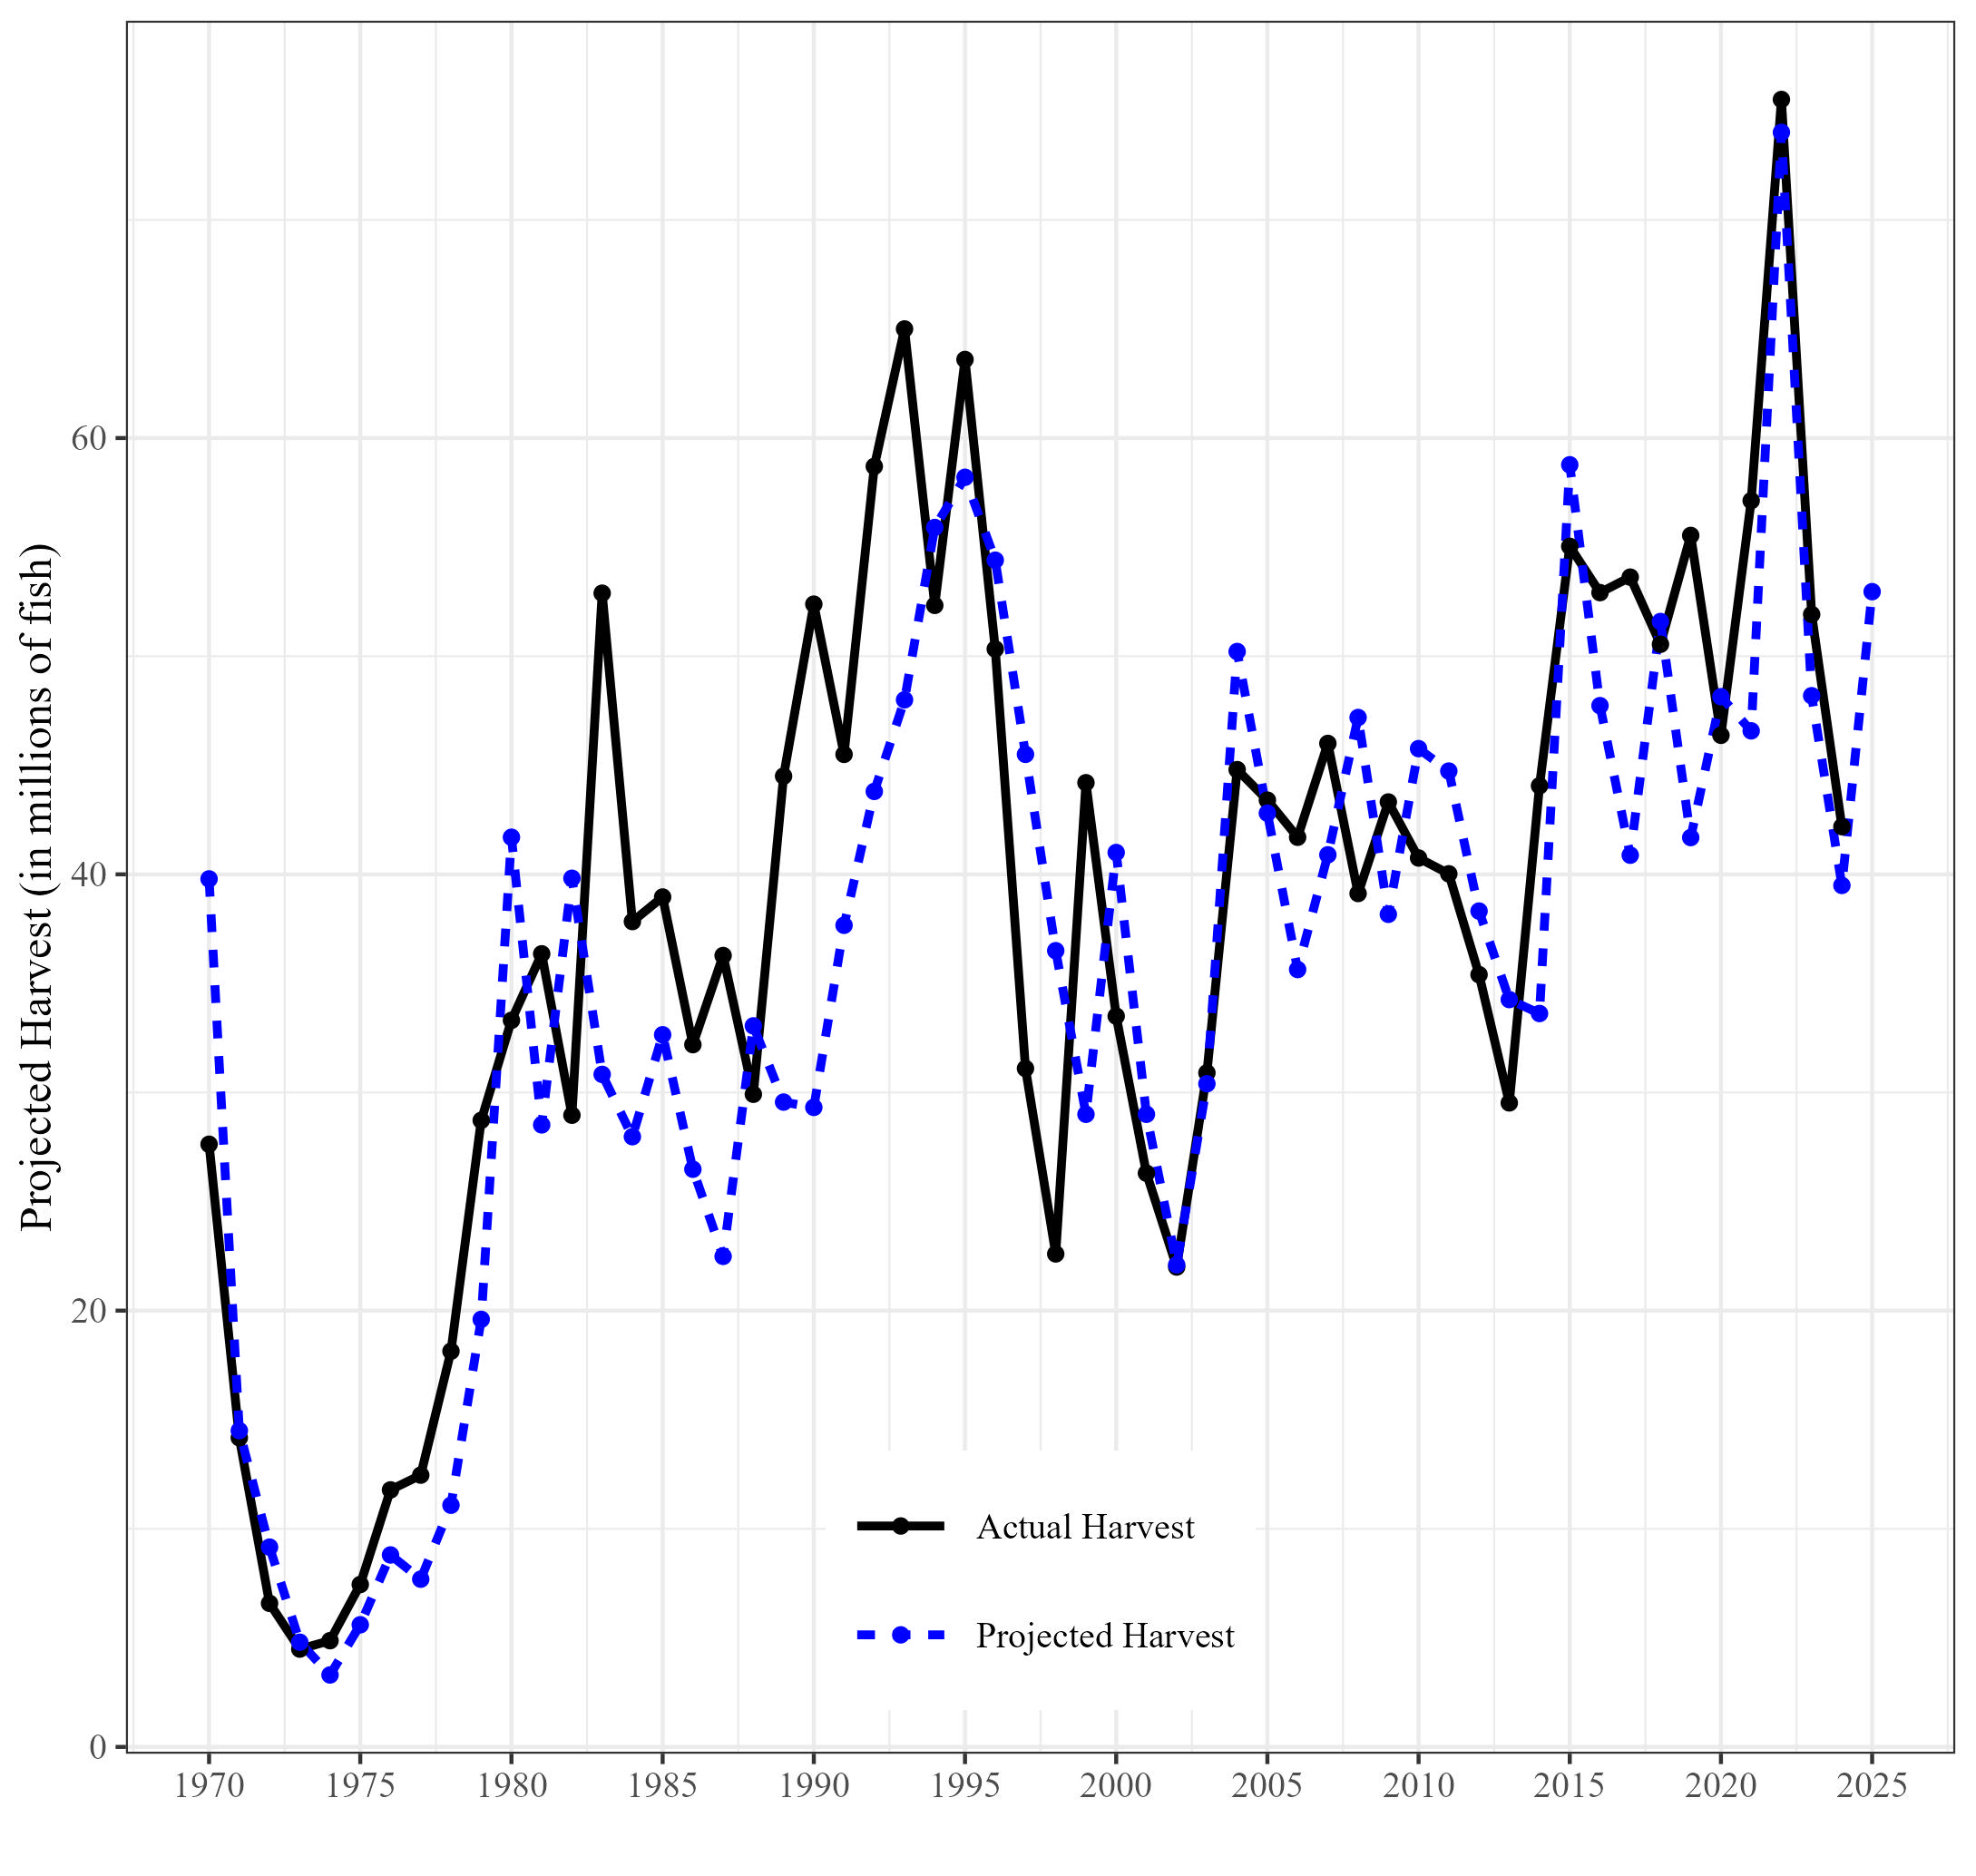 Projected Harvest (in millions of fish)
60
40
20
0
Actual Harvest
Projected Harvest
1970 1975 1980 1985 1990 1995 2000 2005 2010 2015 2020 2025